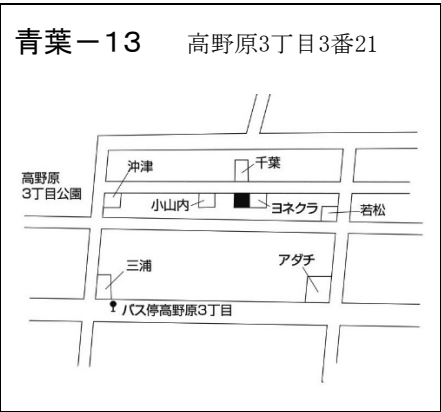 青葉－13 高野原3丁目3番21
千葉
沖津
高野原
3丁目公園
小山内
ヨネクラ
若松
三浦
アダチ
バス停高野原3丁目